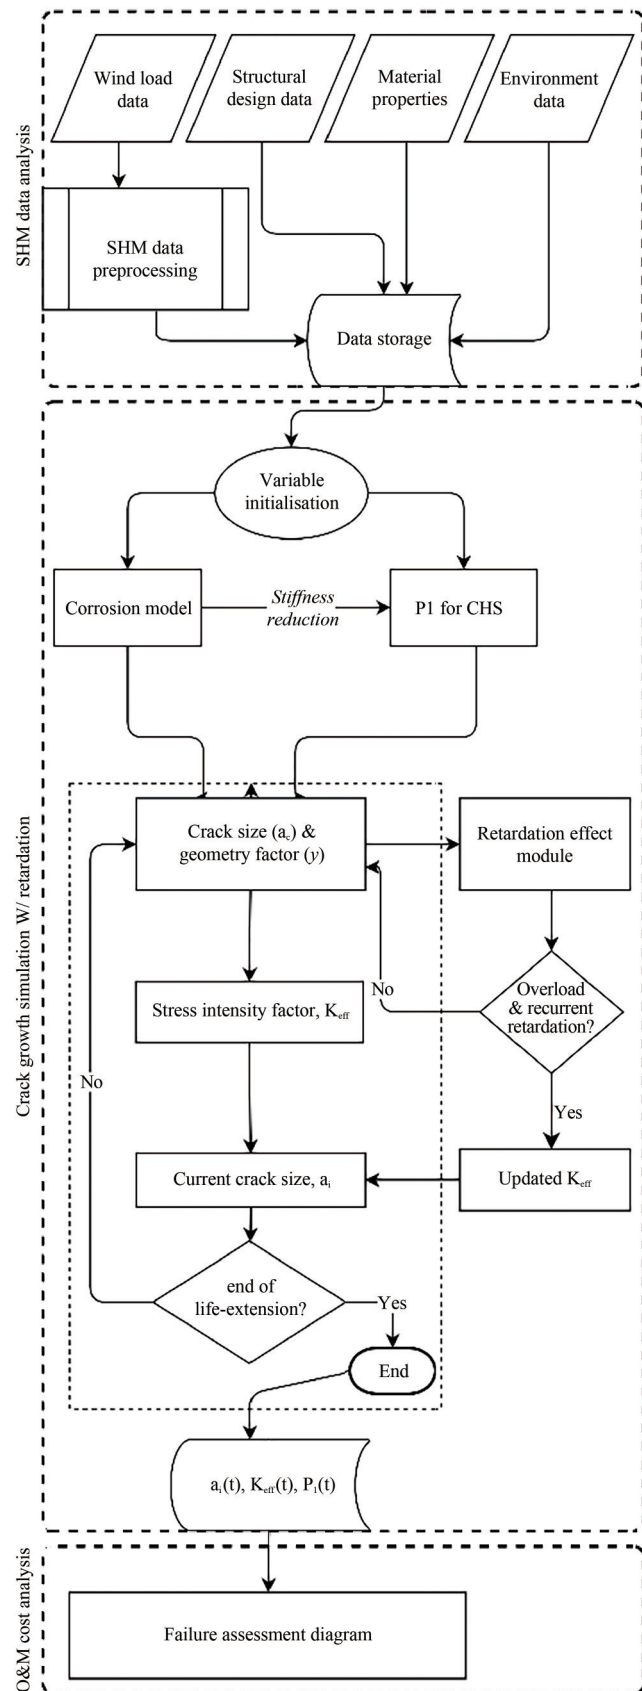 SHM data analysis
Wind load
data
Structural
design data
Material
properties
Environment
data
SHM data
preprocessing
Data storage
Crack growth simulation W/ retardation
Variable
initialisation
Corrosion model
Stiffness
reduction
P1 for CHS
Crack size (a꜀) &
geometry factor (y)
Retardation effect
module
No
Overload
& recurrent
retardation?
Stress intensity factor, Keff
No
Yes
Current crack size, aᵢ
Updated Keff
end of
life-extension?
Yes
End
aᵢ(t), Keff(t), P₁(t)
O&M cost analysis
Failure assessment diagram